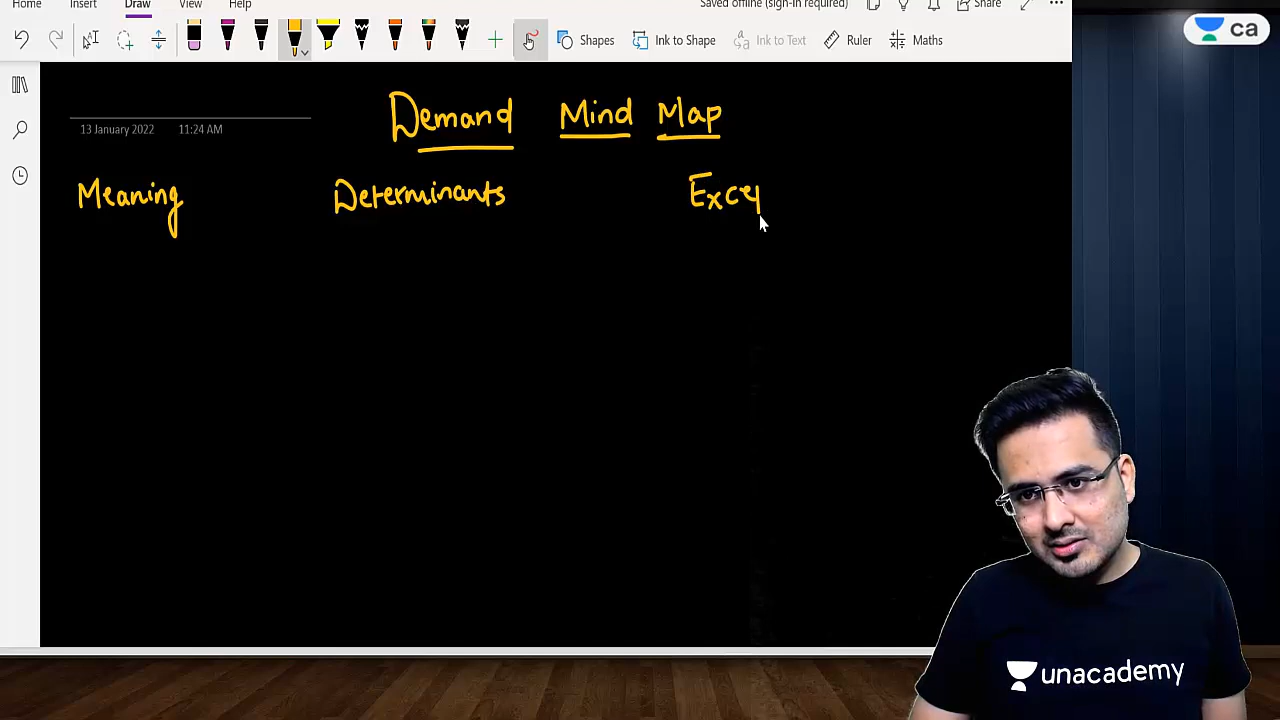 Home Insert Draw View Help Saved offline (sign-in required) Share
Shapes Ink to Shape Ink to Text Ruler Maths
ca
Demand Mind Map
13 January 2022 11:24 AM
Meaning Determinants
unacademy